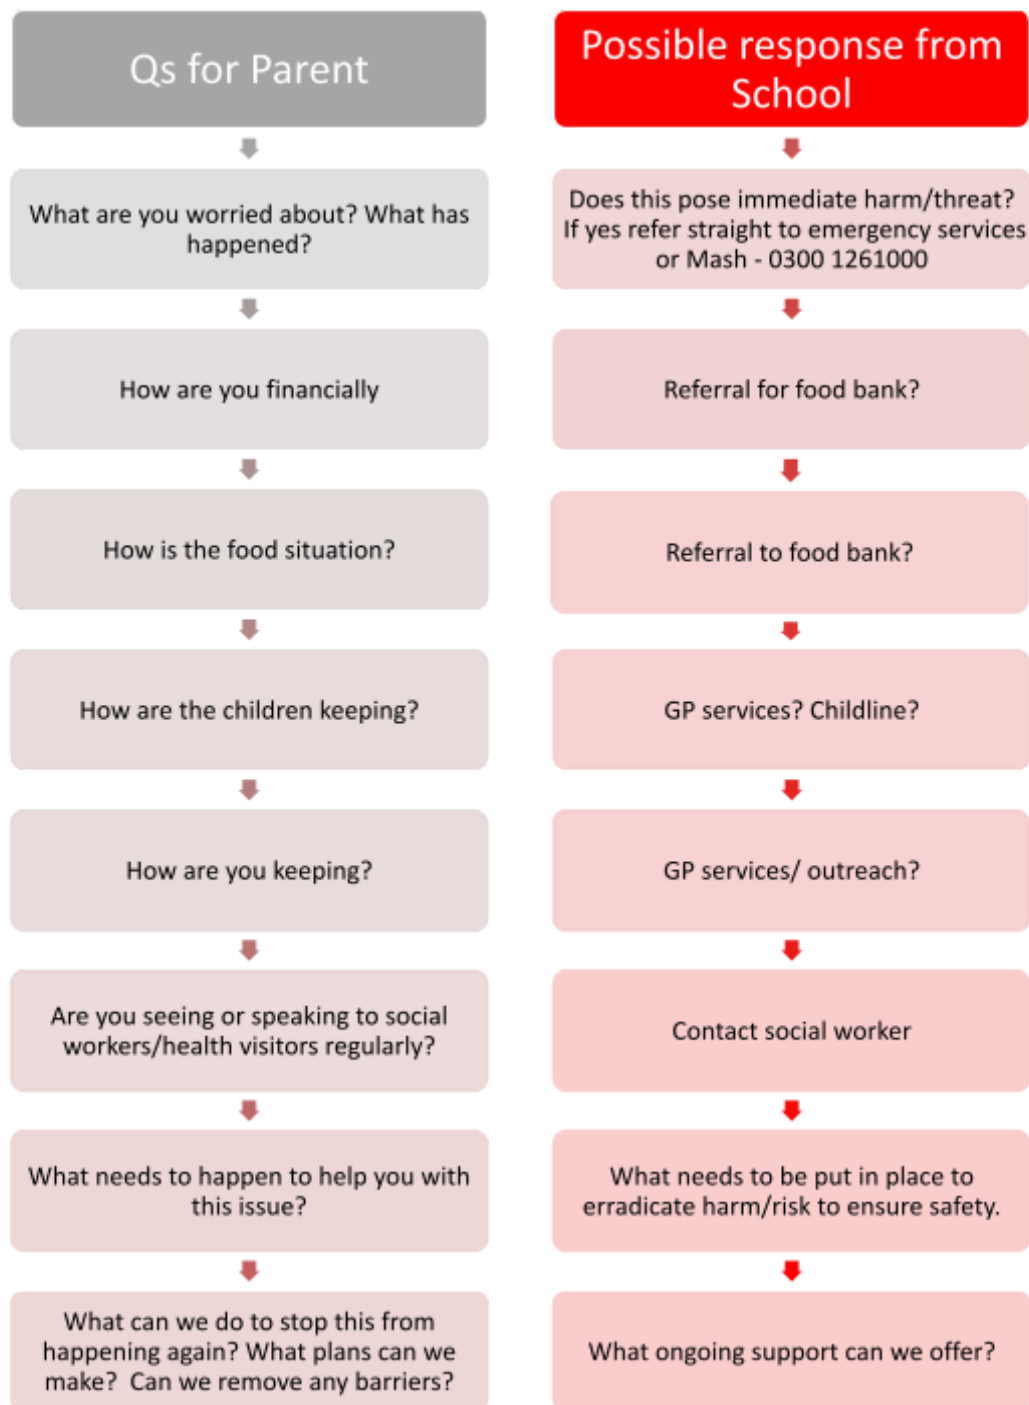 Qs for Parent
What are you worried about? What has
happened?
How are you financially
How is the food situation?
How are the children keeping?
How are you keeping?
Are you seeing or speaking to social
workers/health visitors regularly?
What needs to happen to help you with
this issue?
What can we do to stop this from
happening again? What plans can we
make?  Can we remove any barriers?
Possible response from
School
Does this pose immediate harm/threat?
If yes refer straight to emergency services
or Mash - 0300 1261000
Referral for food bank?
Referral to food bank?
GP services? Childline?
GP services/ outreach?
Contact social worker
What needs to be put in place to
erradicate harm/risk to ensure safety.
What ongoing support can we offer?